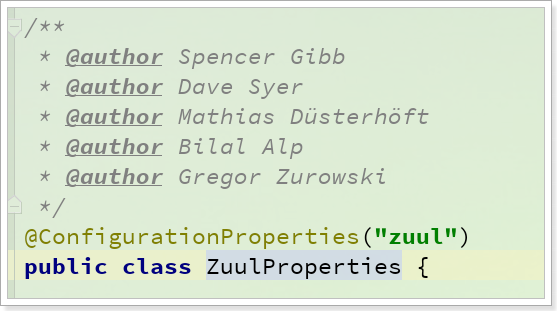 /**
 * @author Spencer Gibb
 * @author Dave Syer
 * @author Mathias Düsterhöft
 * @author Bilal Alp
 * @author Gregor Zurowski
 */
@ConfigurationProperties("zuul")
public class ZuulProperties {